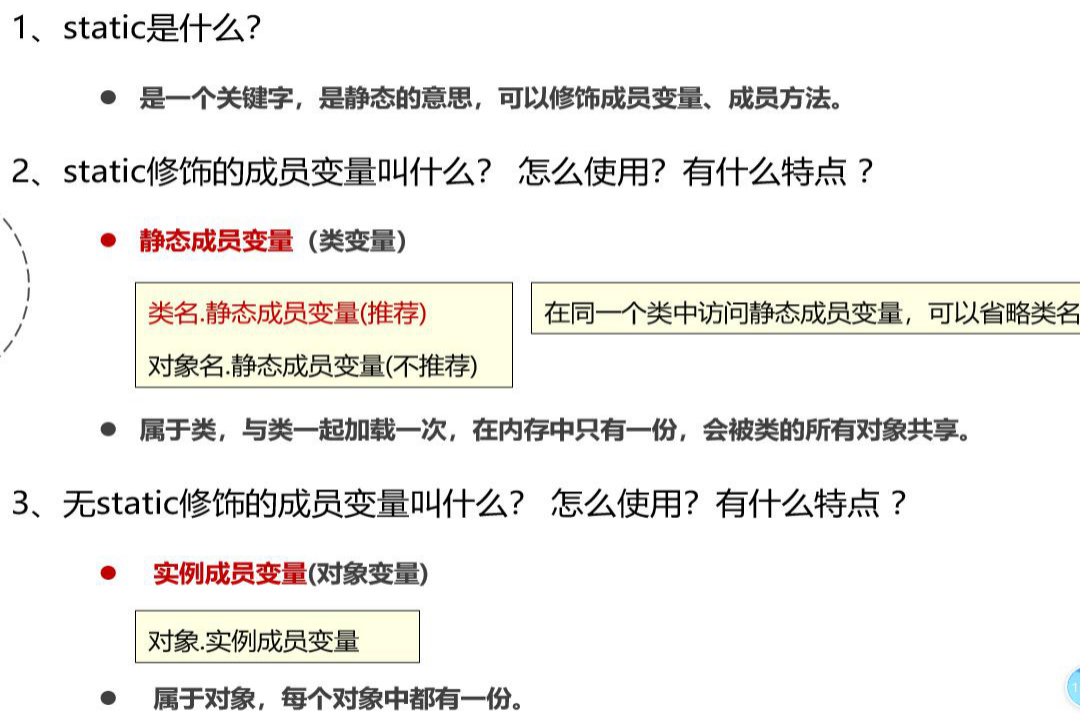 1、static是什么？
● 是一个关键字，是静态的意思，可以修饰成员变量、成员方法。
2、static修饰的成员变量叫什么？ 怎么使用？有什么特点 ？
● 静态成员变量（类变量）
类名.静态成员变量(推荐)
对象名.静态成员变量(不推荐)
在同一个类中访问静态成员变量，可以省略类名
● 属于类，与类一起加载一次，在内存中只有一份，会被类的所有对象共享。
3、无static修饰的成员变量叫什么？ 怎么使用？有什么特点 ？
● 实例成员变量(对象变量)
对象.实例成员变量
● 属于对象，每个对象中都有一份。